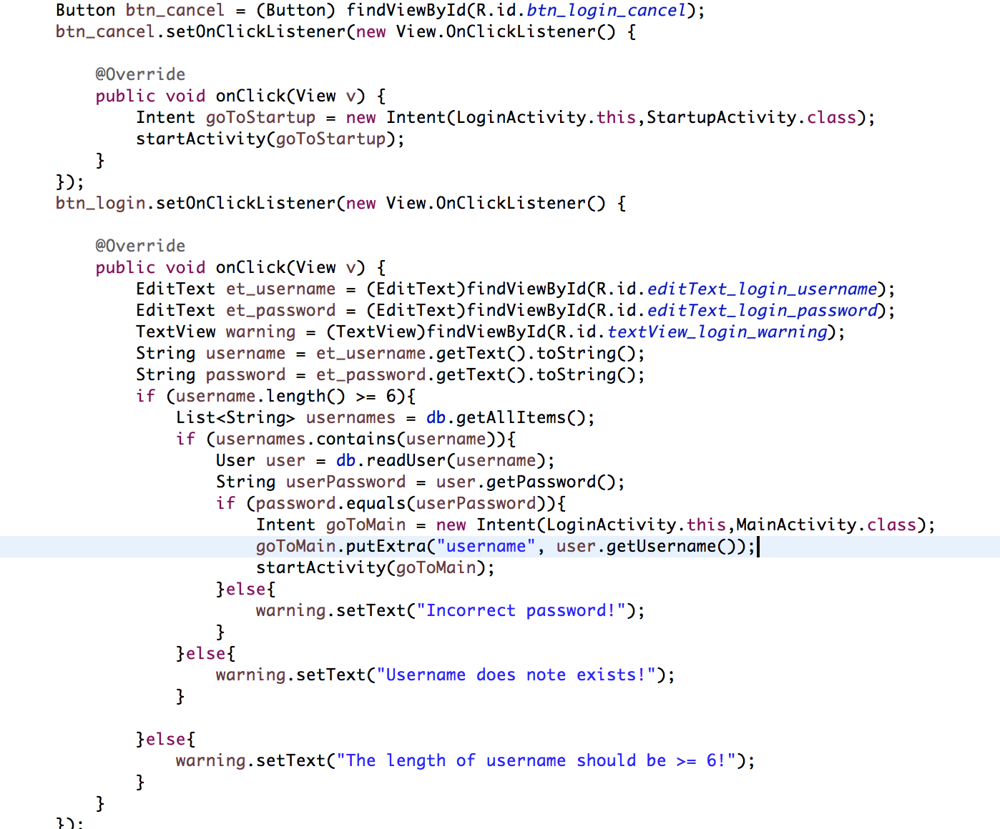 Button btn_cancel = (Button) findViewById(R.id.btn_login_cancel);
btn_cancel.setOnClickListener(new View.OnClickListener() {
@Override
public void onClick(View v) {
Intent goToStartup = new Intent(LoginActivity.this,StartupActivity.class);
startActivity(goToStartup);
}
});
btn_login.setOnClickListener(new View.OnClickListener() {
@Override
public void onClick(View v) {
EditText et_username = (EditText)findViewById(R.id.editText_login_username);
EditText et_password = (EditText)findViewById(R.id.editText_login_password);
TextView warning = (TextView)findViewById(R.id.textView_login_warning);
String username = et_username.getText().toString();
String password = et_password.getText().toString();
if (username.length() >= 6){
List<String> usernames = db.getAllItems();
if (usernames.contains(username)){
User user = db.readUser(username);
String userPassword = user.getPassword();
if (password.equals(userPassword)){
Intent goToMain = new Intent(LoginActivity.this,MainActivity.class);
goToMain.putExtra("username", user.getUsername());
startActivity(goToMain);
}else{
warning.setText("Incorrect password!");
}
}else{
warning.setText("Username does note exists!");
}
}else{
warning.setText("The length of username should be >= 6!");
}
}
});